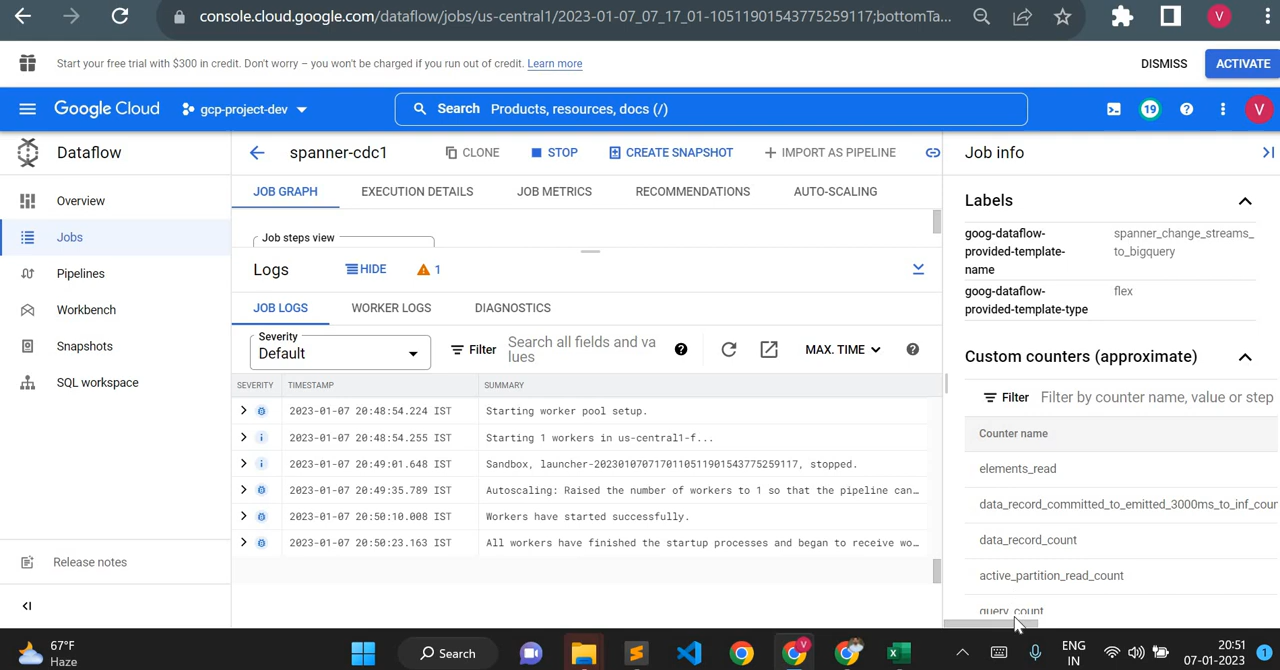 console.cloud.google.com/dataflow/jobs/us-central1/2023-01-07_07_17_01-10511901543775259117;bottomTa...
V
Start your free trial with $300 in credit. Don't worry – you won't be charged if you run out of credit. Learn more
DISMISS
ACTIVATE
Google Cloud
gcp-project-dev
Search Products, resources, docs (/)
19
V
Dataflow
spanner-cdc1
CLONE
STOP
CREATE SNAPSHOT
IMPORT AS PIPELINE
Job info
Overview
Jobs
Pipelines
Workbench
Snapshots
SQL workspace
Release notes
JOB GRAPH
EXECUTION DETAILS
JOB METRICS
RECOMMENDATIONS
AUTO-SCALING
Job steps view
Logs
HIDE
1
JOB LOGS
WORKER LOGS
DIAGNOSTICS
Severity
Default
Filter
Search all fields and va
lues
MAX. TIME
SEVERITY TIMESTAMP SUMMARY
2023-01-07 20:48:54.224 IST Starting worker pool setup.
2023-01-07 20:48:54.255 IST Starting 1 workers in us-central1-f...
2023-01-07 20:49:01.648 IST Sandbox, launcher-2023010707170110511901543775259117, stopped.
2023-01-07 20:49:35.789 IST Autoscaling: Raised the number of workers to 1 so that the pipeline can…
2023-01-07 20:50:10.008 IST Workers have started successfully.
2023-01-07 20:50:23.163 IST All workers have finished the startup processes and began to receive wo…
Labels
goog-dataflow-
provided-template-
name
spanner_change_streams_
to_bigquery
goog-dataflow-
provided-template-type
flex
Custom counters (approximate)
Filter Filter by counter name, value or step
Counter name
elements_read
data_record_committed_to_emitted_3000ms_to_inf_coun
data_record_count
active_partition_read_count
query_count
67°F
Haze
Search
V
ENG
IN
20:51
07-01-2023
1